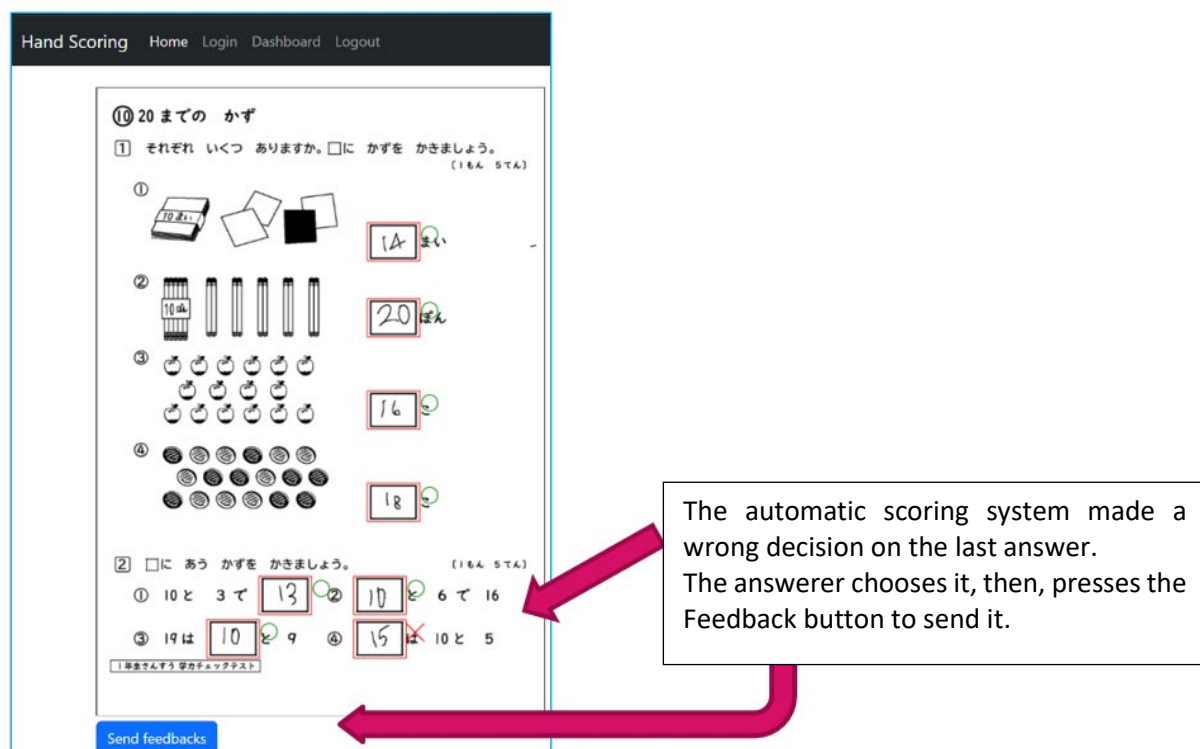 Hand Scoring Home Login Dashboard Logout
⑩ 20 までの かず
1 それぞれ いくつ ありますか。□に かずを かきましょう。
〔1もん 5てん〕
①
10まい
14 まい
②
20 ぽん
③
16 こ
④
18 こ
2 □に あう かずを かきましょう。 〔1もん 5てん〕
① 10と 3で 13 ② 10 と 6で 16
③ 19は 10 と 9 ④ 15 は 10と 5
1年生さんすう 学力チェックテスト
Send feedbacks
The automatic scoring system made a
wrong decision on the last answer.
The answerer chooses it, then, presses the
Feedback button to send it.